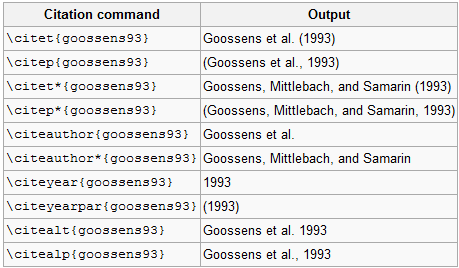 Citation command Output
\citet{goossens93} Goossens et al. (1993)
\citep{goossens93} (Goossens et al., 1993)
\citet*{goossens93} Goossens, Mittlebach, and Samarin (1993)
\citep*{goossens93} (Goossens, Mittlebach, and Samarin, 1993)
\citeauthor{goossens93} Goossens et al.
\citeauthor*{goossens93} Goossens, Mittlebach, and Samarin
\citeyear{goossens93} 1993
\citeyearpar{goossens93} (1993)
\citealt{goossens93} Goossens et al. 1993
\citealp{goossens93} Goossens et al., 1993